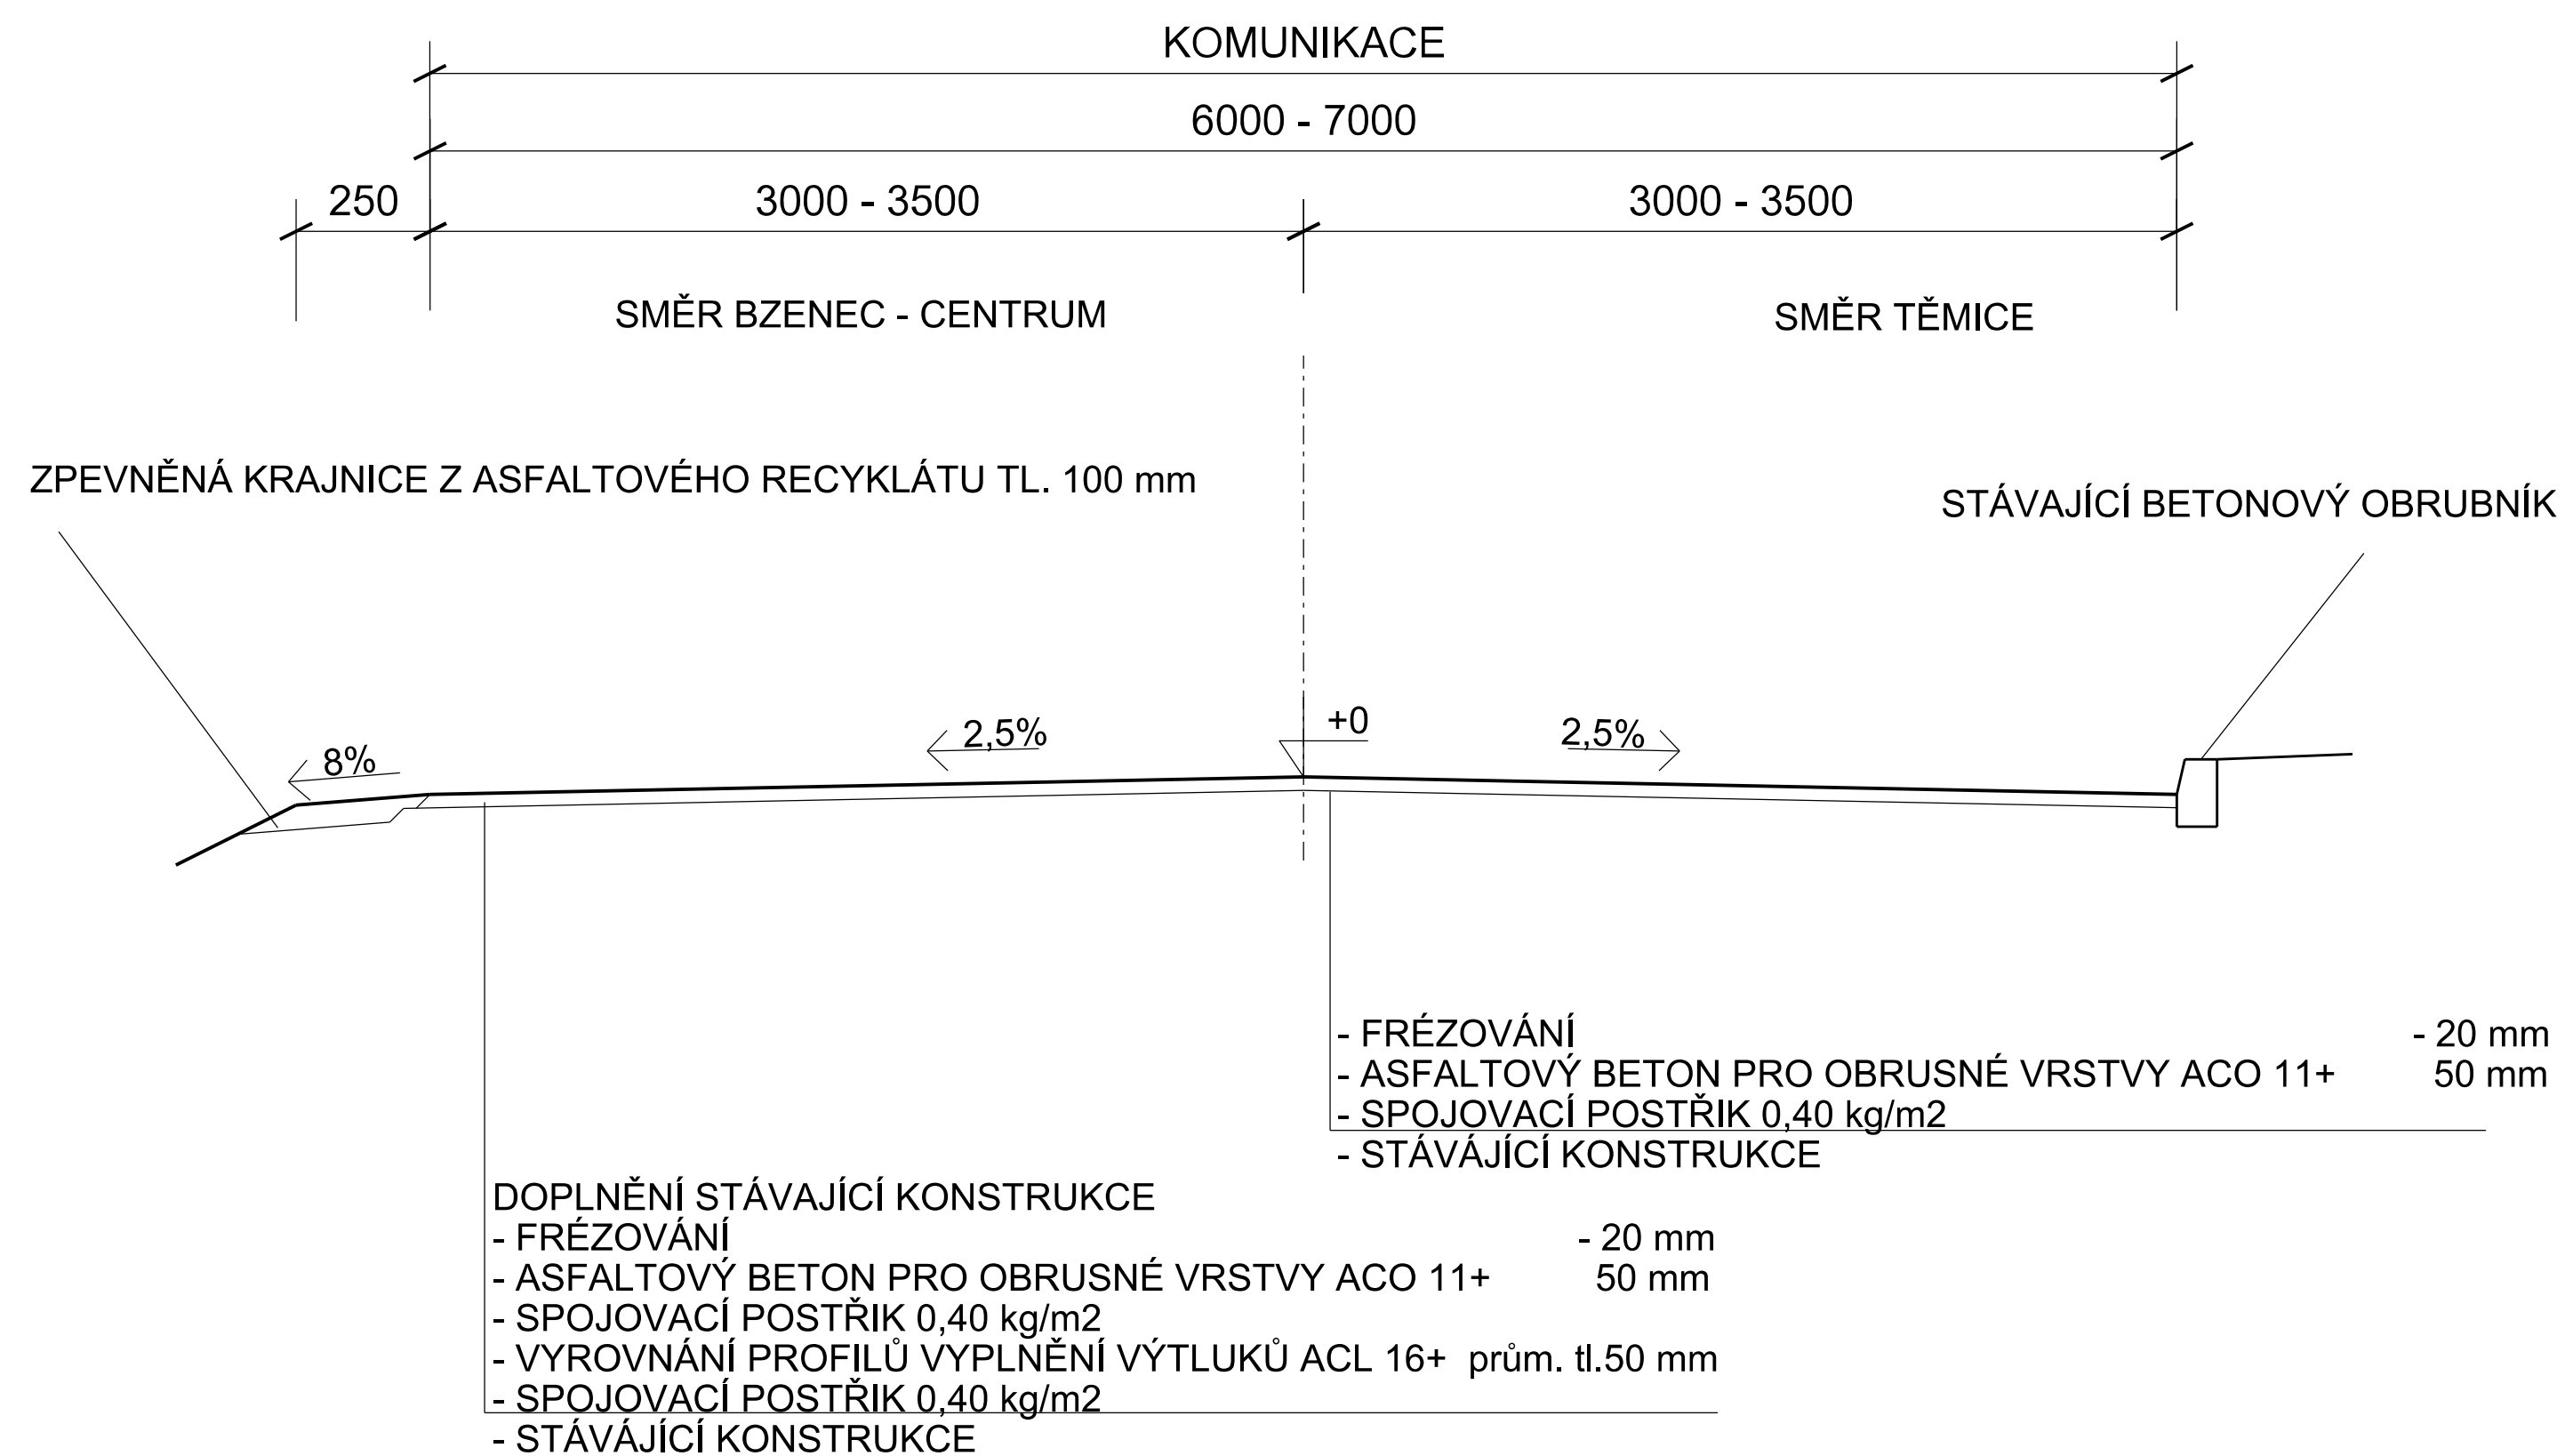 KOMUNIKACE
6000 - 7000
250
3000 - 3500
3000 - 3500
SMĚR BZENEC - CENTRUM
SMĚR TĚMICE
ZPEVNĚNÁ KRAJNICE Z ASFALTOVÉHO RECYKLÁTU TL. 100 mm
STÁVAJÍCÍ BETONOVÝ OBRUBNÍK
8%
2,5%
+0
2,5%
- FRÉZOVÁNÍ - 20 mm
- ASFALTOVÝ BETON PRO OBRUSNÉ VRSTVY ACO 11+ 50 mm
- SPOJOVACÍ POSTŘIK 0,40 kg/m2
- STÁVÁJÍCÍ KONSTRUKCE
DOPLNĚNÍ STÁVAJÍCÍ KONSTRUKCE
- FRÉZOVÁNÍ - 20 mm
- ASFALTOVÝ BETON PRO OBRUSNÉ VRSTVY ACO 11+ 50 mm
- SPOJOVACÍ POSTŘIK 0,40 kg/m2
- VYROVNÁNÍ PROFILŮ VYPLNĚNÍ VÝTLUKŮ ACL 16+ prům. tl.50 mm
- SPOJOVACÍ POSTŘIK 0,40 kg/m2
- STÁVÁJÍCÍ KONSTRUKCE